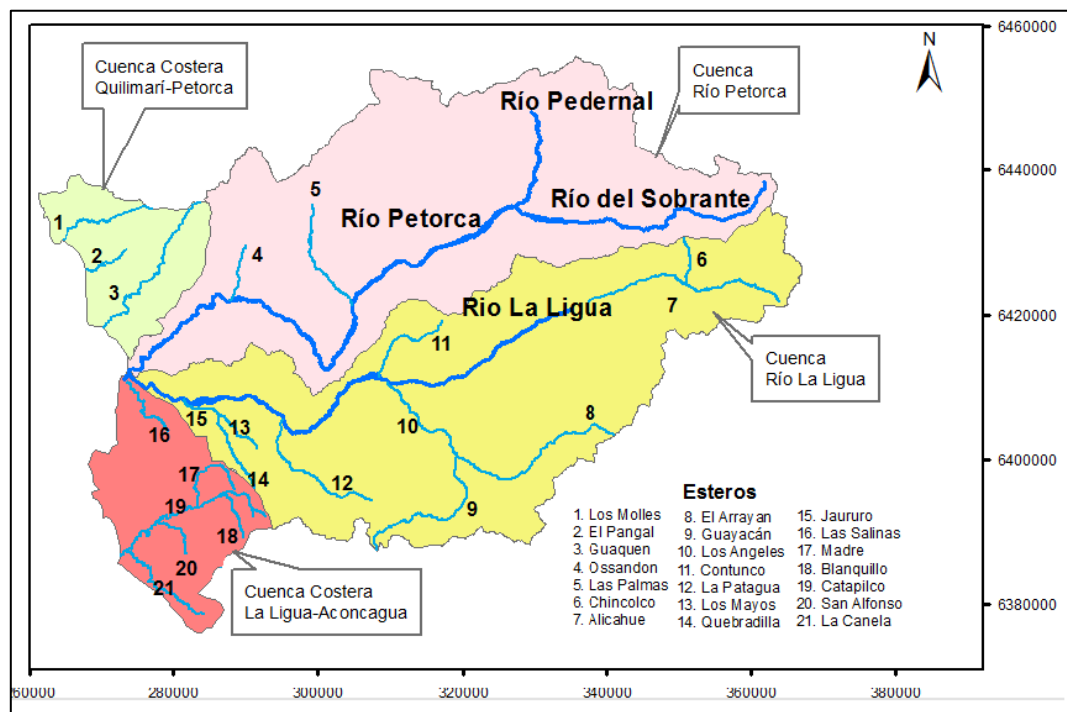 6460000
N
Cuenca Costera
Quilimarí-Petorca
Cuenca
Río Petorca
Río Pedernal
6440000
5
Río del Sobrante
1
Río Petorca
2
4
6
3
Rio La Ligua
7
6420000
11
Cuenca
Río La Ligua
15
8
16
13
10
6400000
17
14
12
19
9
18
20
21
Cuenca Costera
La Ligua-Aconcagua
Esteros
1. Los Molles
2. El Pangal
3. Guaquen
4. Ossandon
5. Las Palmas
6. Chincolco
7. Alicahue
8. El Arrayan
9. Guayacán
10. Los Angeles
11. Contunco
12. La Patagua
13. Los Mayos
14. Quebradilla
15. Jaururo
16. Las Salinas
17. Madre
18. Blanquillo
19. Catapilco
20. San Alfonso
21. La Canela
6380000
280000
300000
320000
340000
360000
380000